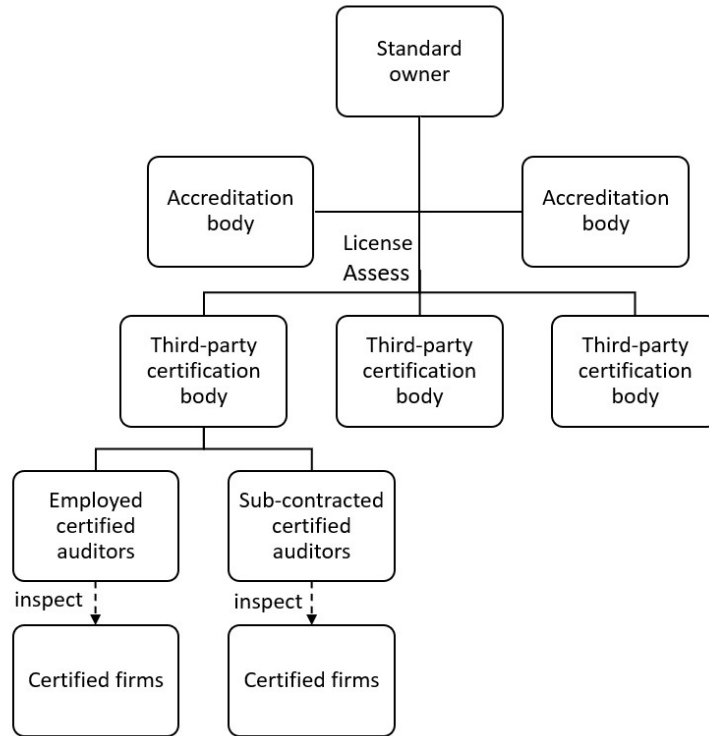 Standard
owner
Accreditation
body
Accreditation
body
License
Assess
Third-party
certification
body
Third-party
certification
body
Third-party
certification
body
Employed
certified
auditors
Sub-contracted
certified
auditors
inspect
inspect
Certified firms
Certified firms